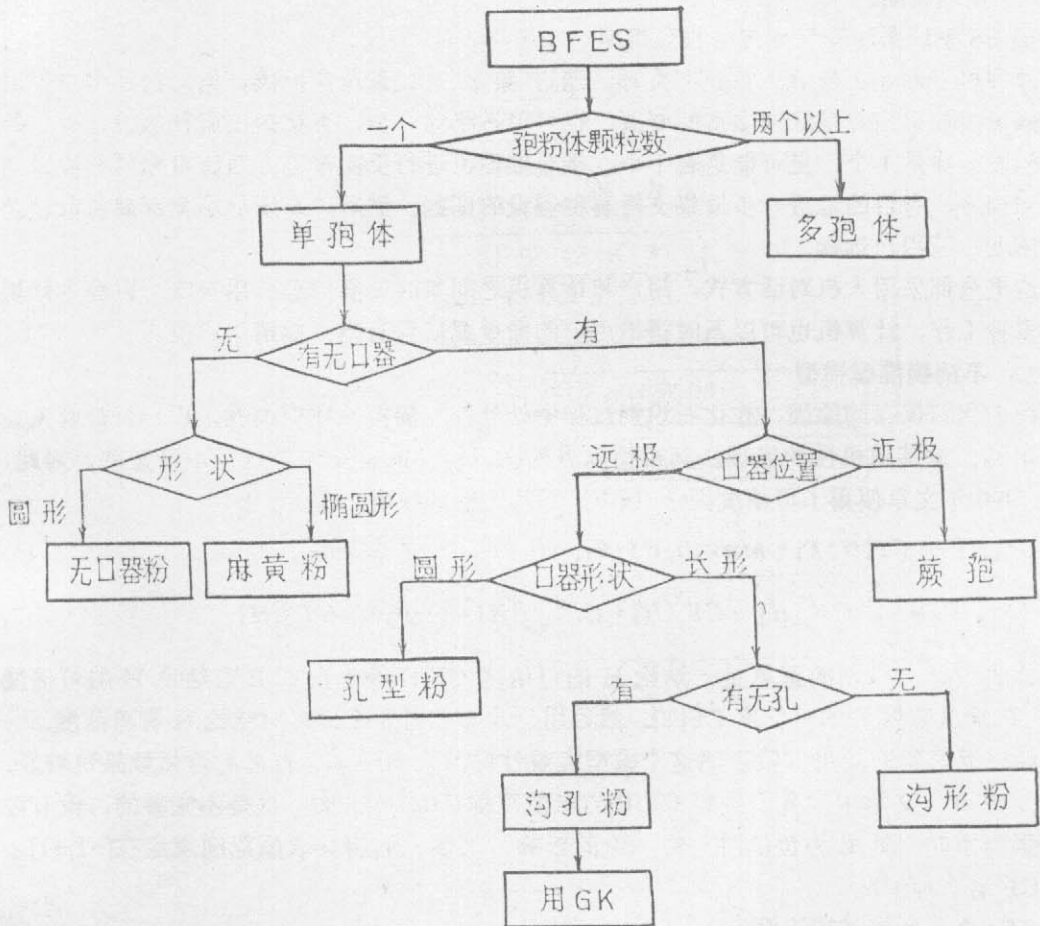 BFES
一个
孢粉体颗粒数
两个以上
单孢体
多孢体
无
有无口器
有
形状
远极
口器位置
近极
圆形
椭圆形
无口器粉
麻黄粉
圆形
口器形状
长形
蕨孢
孔型粉
有
有无孔
无
沟孔粉
沟形粉
用GK